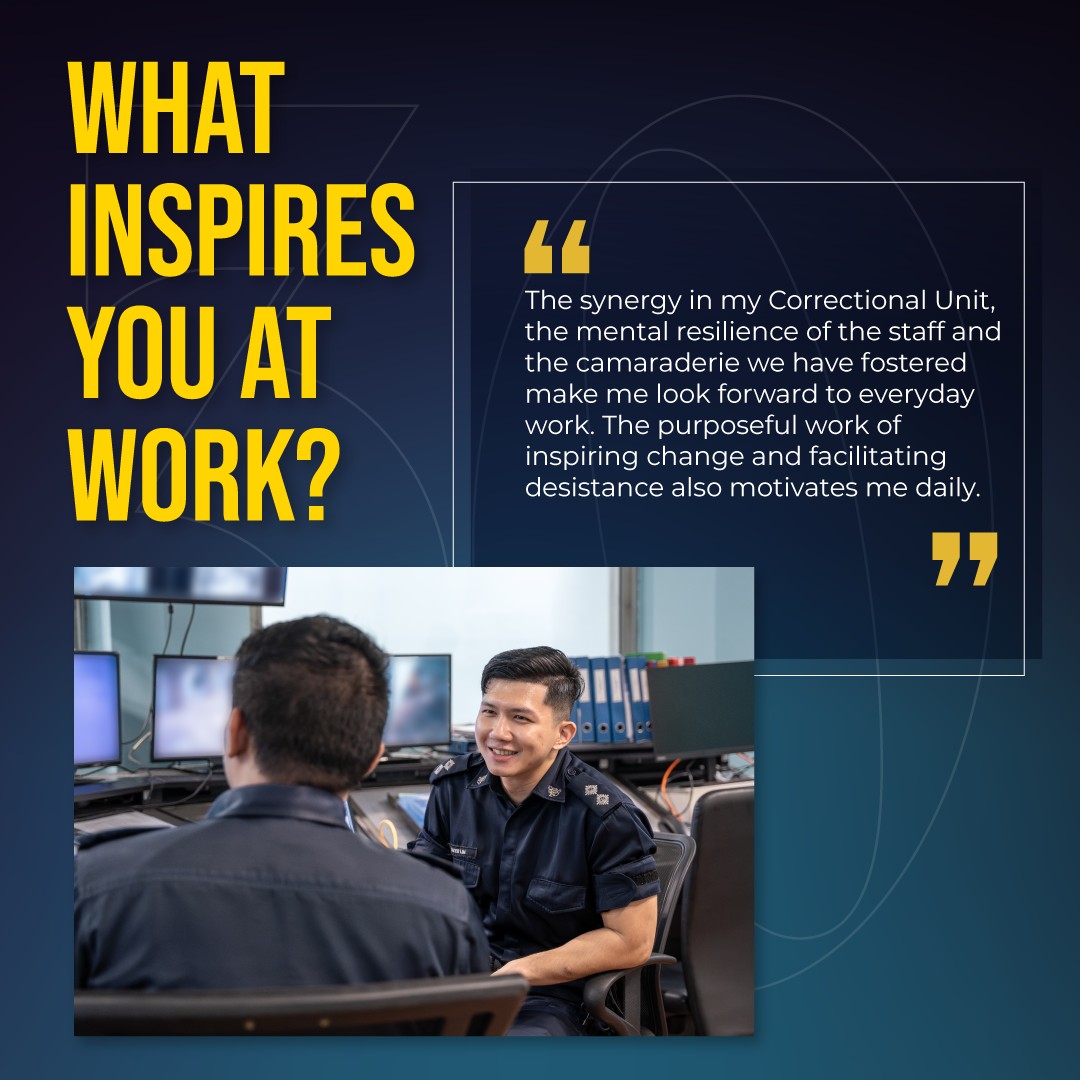 WHAT
INSPIRES
YOU AT
WORK?
“
The synergy in my Correctional Unit,
the mental resilience of the staff and
the camaraderie we have fostered
make me look forward to everyday
work. The purposeful work of
inspiring change and facilitating
desistance also motivates me daily.
”